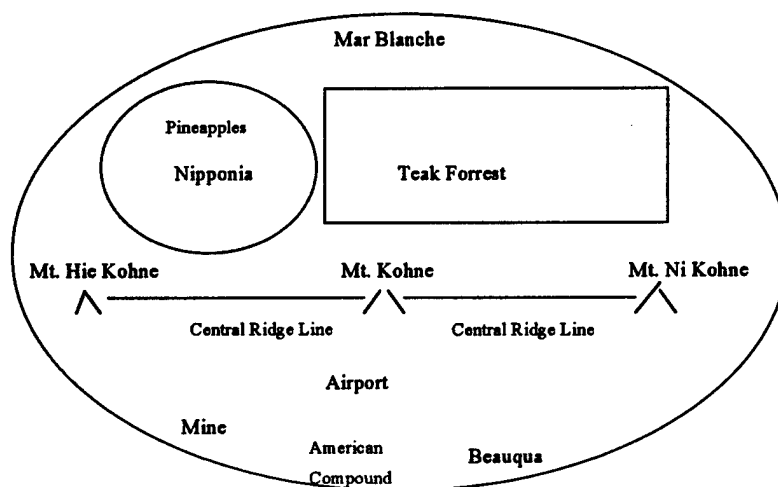 Mar Blanche
Pineapples
Nipponia
Teak Forrest
Mt. Hie Kohne
Mt. Kohne
Mt. Ni Kohne
Central Ridge Line
Central Ridge Line
Airport
Mine
American
Compound
Beauqua